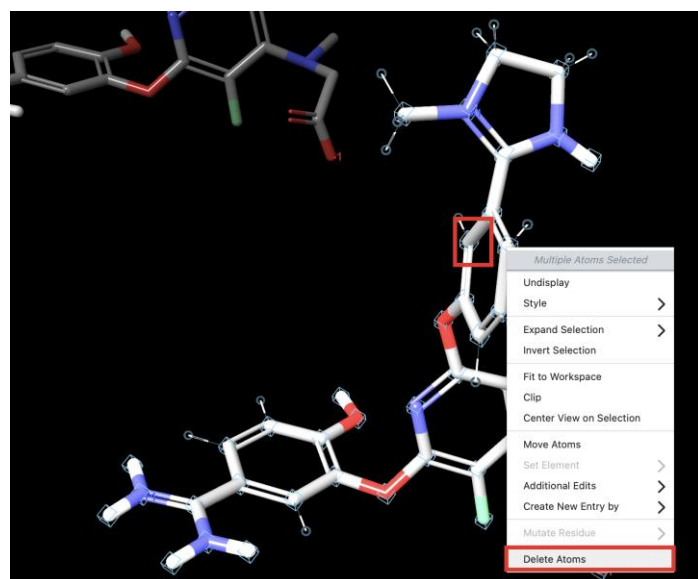 -1
Multiple Atoms Selected
Undisplay
Style
Expand Selection
Invert Selection
Fit to Workspace
Clip
Center View on Selection
Move Atoms
Set Element
Additional Edits
Create New Entry by
Mutate Residue
Delete Atoms